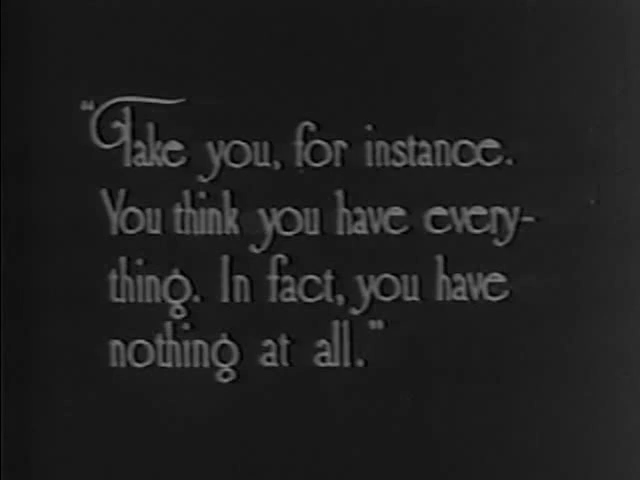 "Take you, for instance.
You think you have every-
thing. In fact, you have
nothing at all."